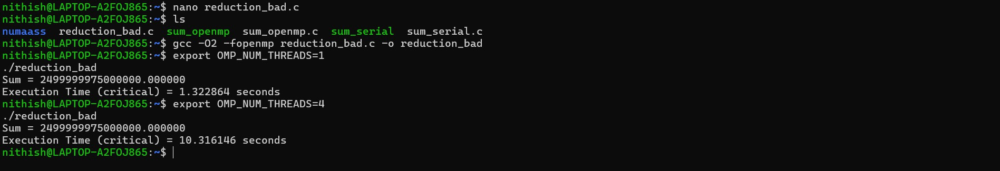 nithish@LAPTOP-A2FOJ865:~$ nano reduction_bad.c
nithish@LAPTOP-A2FOJ865:~$ ls
numaass  reduction_bad.c  sum_openmp  sum_openmp.c  sum_serial  sum_serial.c
nithish@LAPTOP-A2FOJ865:~$ gcc -O2 -fopenmp reduction_bad.c -o reduction_bad
nithish@LAPTOP-A2FOJ865:~$ export OMP_NUM_THREADS=1
./reduction_bad
Sum = 2499999975000000.000000
Execution Time (critical) = 1.322864 seconds
nithish@LAPTOP-A2FOJ865:~$ export OMP_NUM_THREADS=4
./reduction_bad
Sum = 2499999975000000.000000
Execution Time (critical) = 10.316146 seconds
nithish@LAPTOP-A2FOJ865:~$